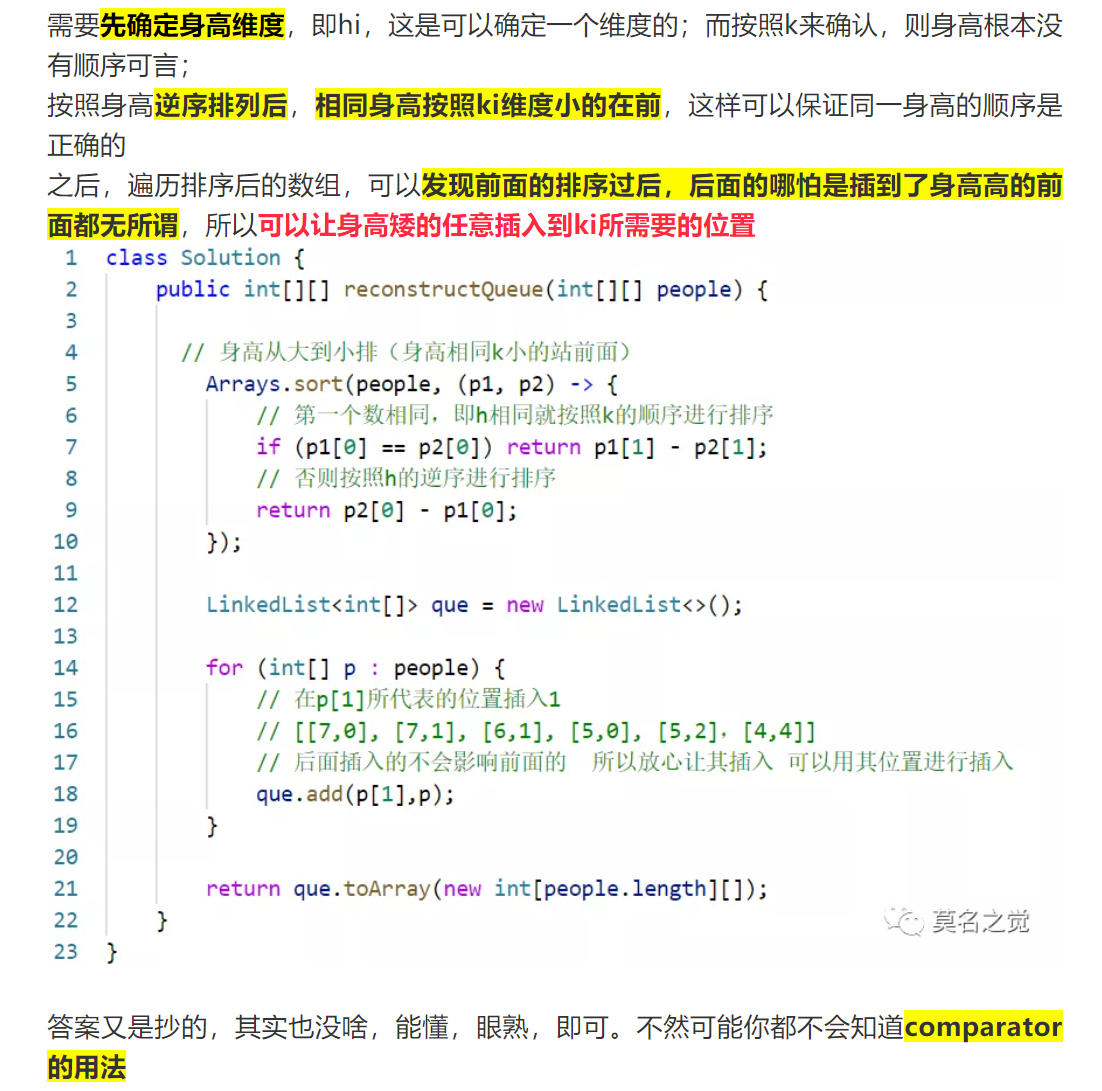 需要先确定身高维度，即hi，这是可以确定一个维度的；而按照k来确认，则身高根本没
有顺序可言；
按照身高逆序排列后，相同身高按照ki维度小的在前，这样可以保证同一身高的顺序是
正确的
之后，遍历排序后的数组，可以发现前面的排序过后，后面的哪怕是插到了身高高的前
面都无所谓，所以可以让身高矮的任意插入到ki所需要的位置
1 class Solution {
2 public int[][] reconstructQueue(int[][] people) {
3
4 // 身高从大到小排（身高相同k小的站前面）
5 Arrays.sort(people, (p1, p2) -> {
6 // 第一个数相同，即h相同就按照k的顺序进行排序
7 if (p1[0] == p2[0]) return p1[1] - p2[1];
8 // 否则按照h的逆序进行排序
9 return p2[0] - p1[0];
10 });
11
12 LinkedList<int[]> que = new LinkedList<>();
13
14 for (int[] p : people) {
15 // 在p[1]所代表的位置插入1
16 // [[7,0], [7,1], [6,1], [5,0], [5,2], [4,4]]
17 // 后面插入的不会影响前面的 所以放心让其插入 可以用其位置进行插入
18 que.add(p[1],p);
19 }
20
21 return que.toArray(new int[people.length][]);
22 }
23 }
莫名之觉
答案又是抄的，其实也没啥，能懂，眼熟，即可。不然可能你都不会知道comparator
的用法